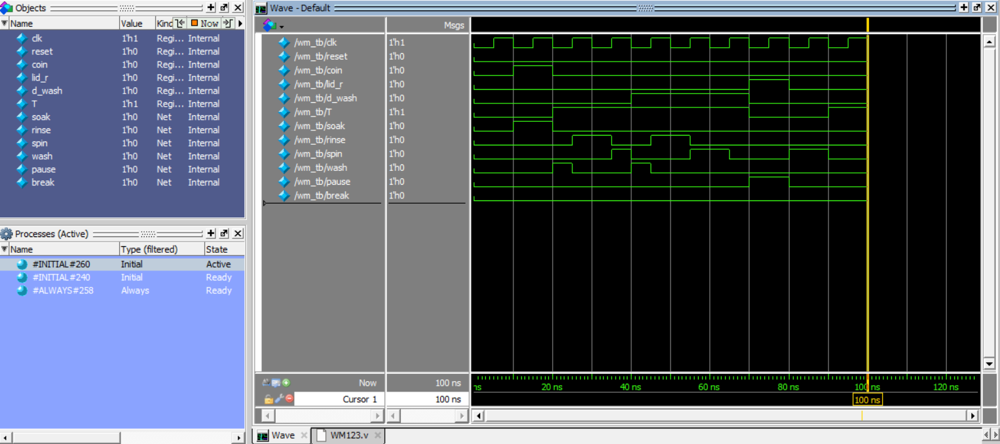 Objects
Name Value Kind Now
clk 1'h1 Regi... Internal
reset 1'h0 Regi... Internal
coin 1'h0 Regi... Internal
lid_r 1'h0 Regi... Internal
d_wash 1'h0 Regi... Internal
T 1'h1 Regi... Internal
soak 1'h0 Net Internal
rinse 1'h0 Net Internal
spin 1'h0 Net Internal
wash 1'h0 Net Internal
pause 1'h0 Net Internal
break 1'h0 Net Internal
Processes (Active)
Name Type (filtered) State
#INITIAL#260 Initial Active
#INITIAL#240 Initial Ready
#ALWAYS#258 Always Ready
Wave - Default
Msgs
/wm_tb/clk 1'h1
/wm_tb/reset 1'h0
/wm_tb/coin 1'h0
/wm_tb/lid_r 1'h0
/wm_tb/d_wash 1'h0
/wm_tb/T 1'h1
/wm_tb/soak 1'h0
/wm_tb/rinse 1'h0
/wm_tb/spin 1'h0
/wm_tb/wash 1'h0
/wm_tb/pause 1'h0
/wm_tb/break 1'h0
Now 100 ns
ns 20 ns 40 ns 60 ns 80 ns 100 ns 120 ns
Cursor 1 100 ns
100 ns
Wave WM123.v